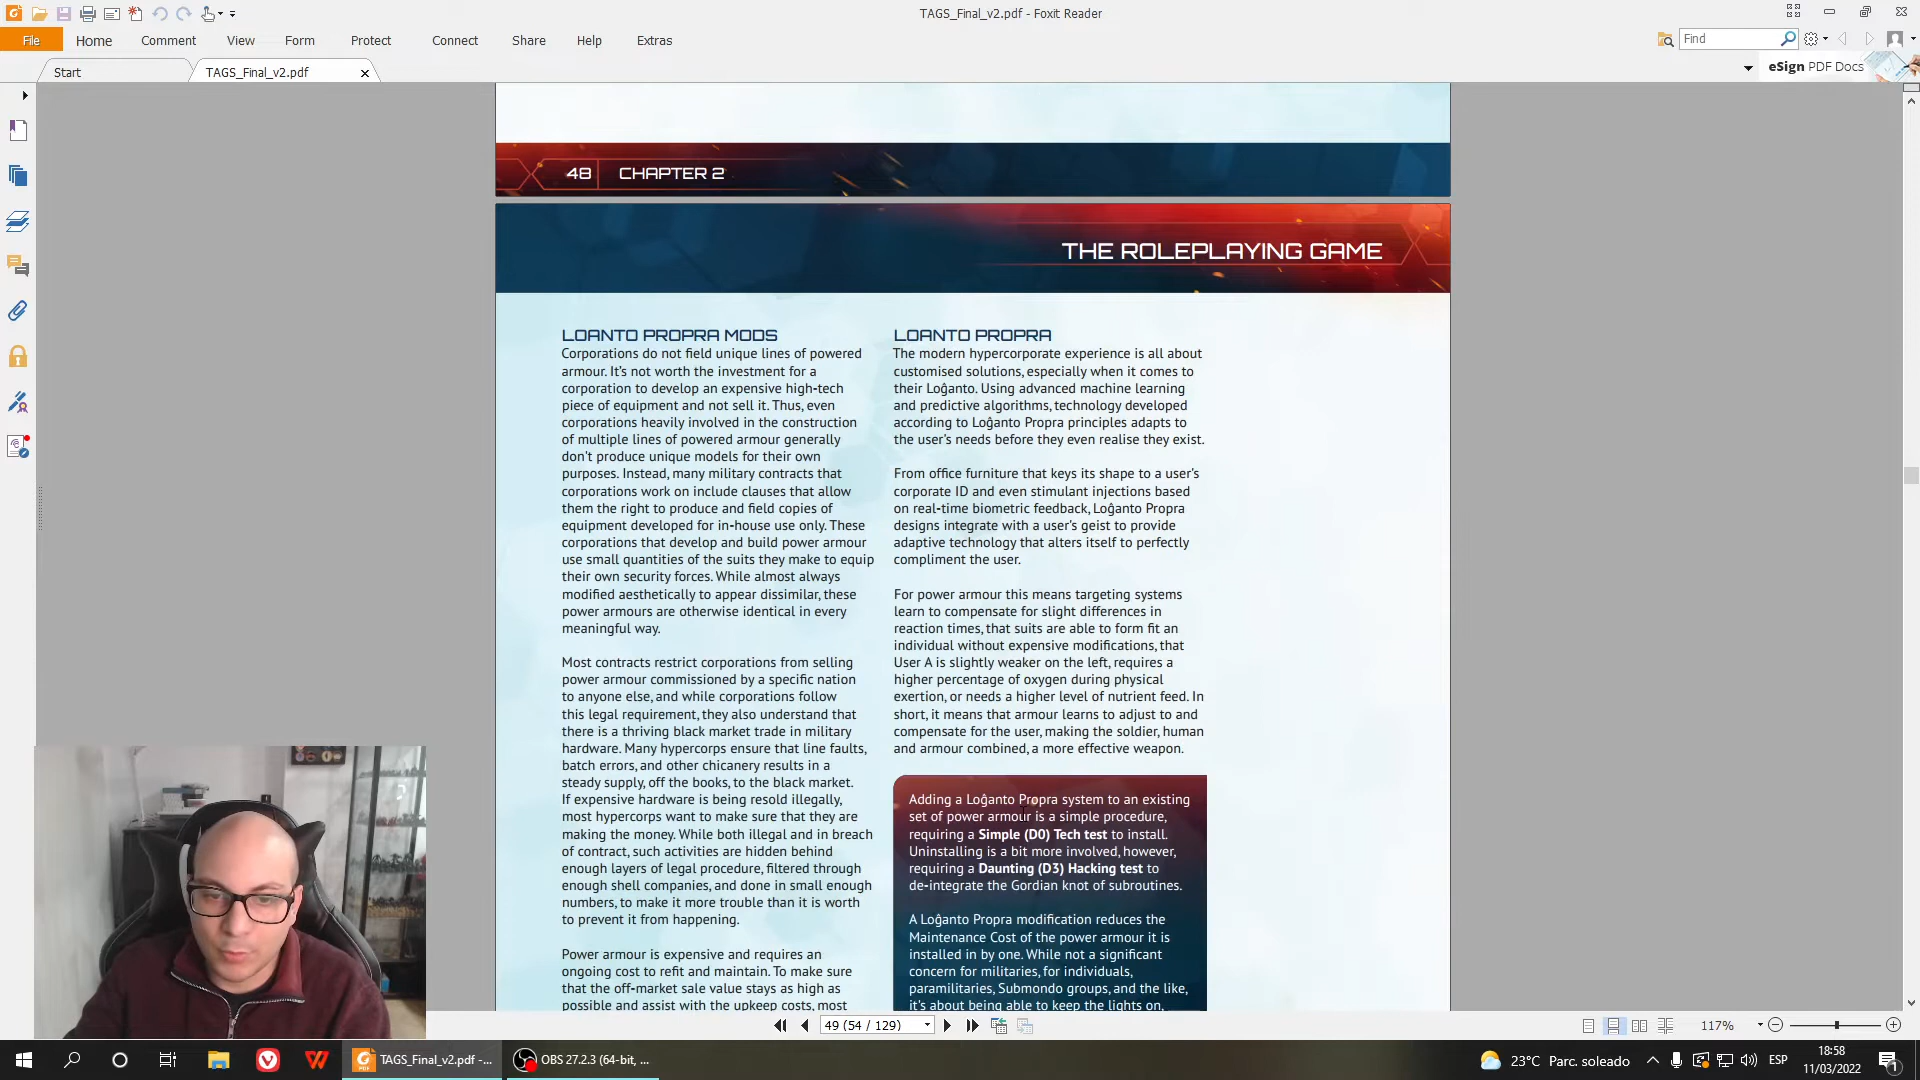 TAGS_Final_v2.pdf - Foxit Reader
File
Home
Comment
View
Form
Protect
Connect
Share
Help
Extras
Find
Start
TAGS_Final_v2.pdf
eSign PDF Docs
48
CHAPTER 2
THE ROLEPLAYING GAME
LOANTO PROPRA MODS
Corporations do not field unique lines of powered
armour. It's not worth the investment for a
corporation to develop an expensive high-tech
piece of equipment and not sell it. Thus, even
corporations heavily involved in the construction
of multiple lines of powered armour generally
don't produce unique models for their own
purposes. Instead, many military contracts that
corporations work on include clauses that allow
them the right to produce and field copies of
equipment developed for in-house use only. These
corporations that develop and build power armour
use small quantities of the suits they make to equip
their own security forces. While almost always
modified aesthetically to appear dissimilar, these
power armours are otherwise identical in every
meaningful way.
Most contracts restrict corporations from selling
power armour commissioned by a specific nation
to anyone else, and while corporations follow
this legal requirement, they also understand that
there is a thriving black market trade in military
hardware. Many hypercorps ensure that line faults,
batch errors, and other chicanery results in a
steady supply, off the books, to the black market.
If expensive hardware is being resold illegally,
most hypercorps want to make sure that they are
making the money. While both illegal and in breach
of contract, such activities are hidden behind
enough layers of legal procedure, filtered through
enough shell companies, and done in small enough
numbers, to make it more trouble than it is worth
to prevent it from happening.
Power armour is expensive and requires an
ongoing cost to refit and maintain. To make sure
that the off-market sale value stays as high as
possible and assist with the upkeep costs, most
LOANTO PROPRA
The modern hypercorporate experience is all about
customised solutions, especially when it comes to
their Loĝanto. Using advanced machine learning
and predictive algorithms, technology developed
according to Loĝanto Propra principles adapts to
the user's needs before they even realise they exist.
From office furniture that keys its shape to a user's
corporate ID and even stimulant injections based
on real-time biometric feedback, Loĝanto Propra
designs integrate with a user's geist to provide
adaptive technology that alters itself to perfectly
compliment the user.
For power armour this means targeting systems
learn to compensate for slight differences in
reaction times, that suits are able to form fit an
individual without expensive modifications, that
User A is slightly weaker on the left, requires a
higher percentage of oxygen during physical
exertion, or needs a higher level of nutrient feed. In
short, it means that armour learns to adjust to and
compensate for the user, making the soldier, human
and armour combined, a more effective weapon.
Adding a Loĝanto Propra system to an existing
set of power armour is a simple procedure,
requiring a Simple (D0) Tech test to install.
Uninstalling is a bit more involved, however,
requiring a Daunting (D3) Hacking test to
de-integrate the Gordian knot of subroutines.
A Loĝanto Propra modification reduces the
Maintenance Cost of the power armour it is
installed in by one. While not a significant
concern for militaries, for individuals,
paramilitaries, Submondo groups, and the like,
it's about being able to keep the lights on,
49 (54 / 129)
117%
TAGS_Final_v2.pdf -...
OBS 27.2.3 (64-bit, ...
23°C Parc. soleado
ESP
18:58
11/03/2022
1